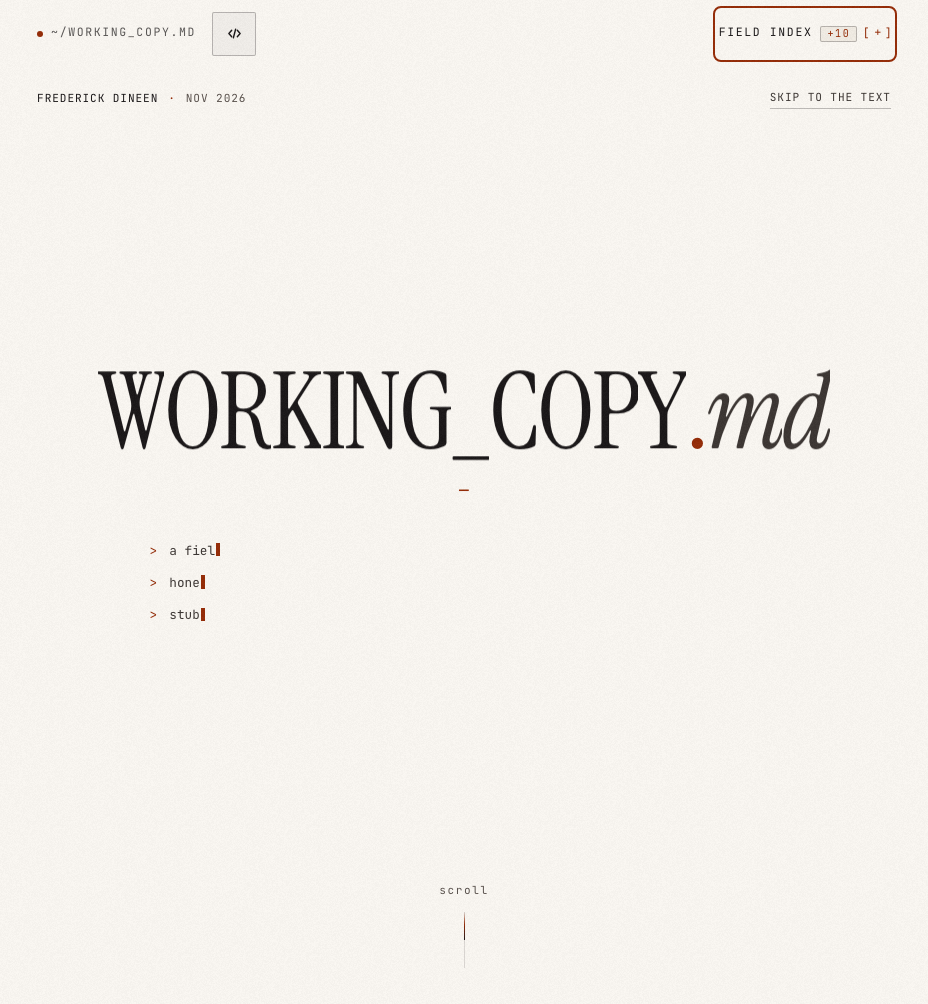 ~/WORKING_COPY.MD </> FIELD INDEX +10 [+]
FREDERICK DINEEN · NOV 2026 SKIP TO THE TEXT
WORKING_COPY.md
—
> a fiel
> hone
> stub
scroll